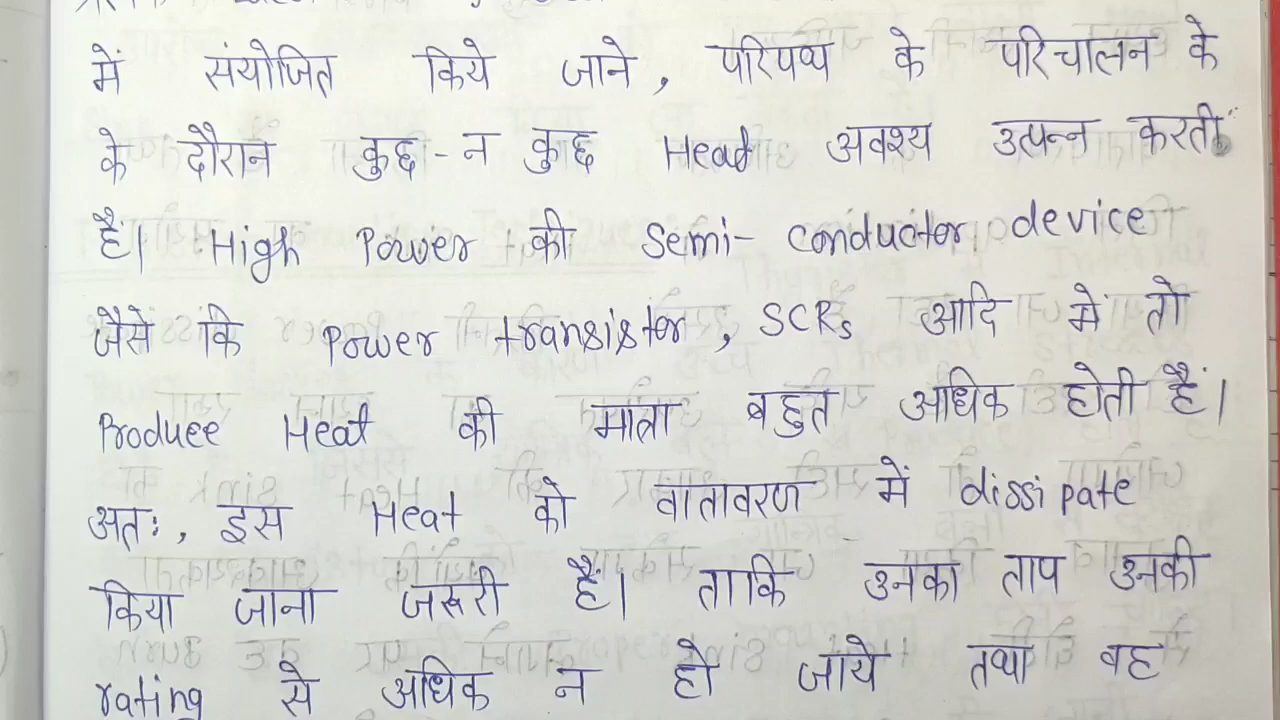 में संयोजित किये जाने, परिपथ के परिचालन के
के दौरान कुछ-न कुछ Heat अवश्य उत्पन्न करती
हैं। High Power की Semi-conductor device
जैसे कि Power transistor, SCRs आदि में तो
Produce Heat की मात्रा बहुत अधिक होती हैं।
अतः, इस Heat को वातावरण में dissipate
किया जाना जरूरी हैं। ताकि उनका ताप उनकी
rating से अधिक न हो जाये तथा वह